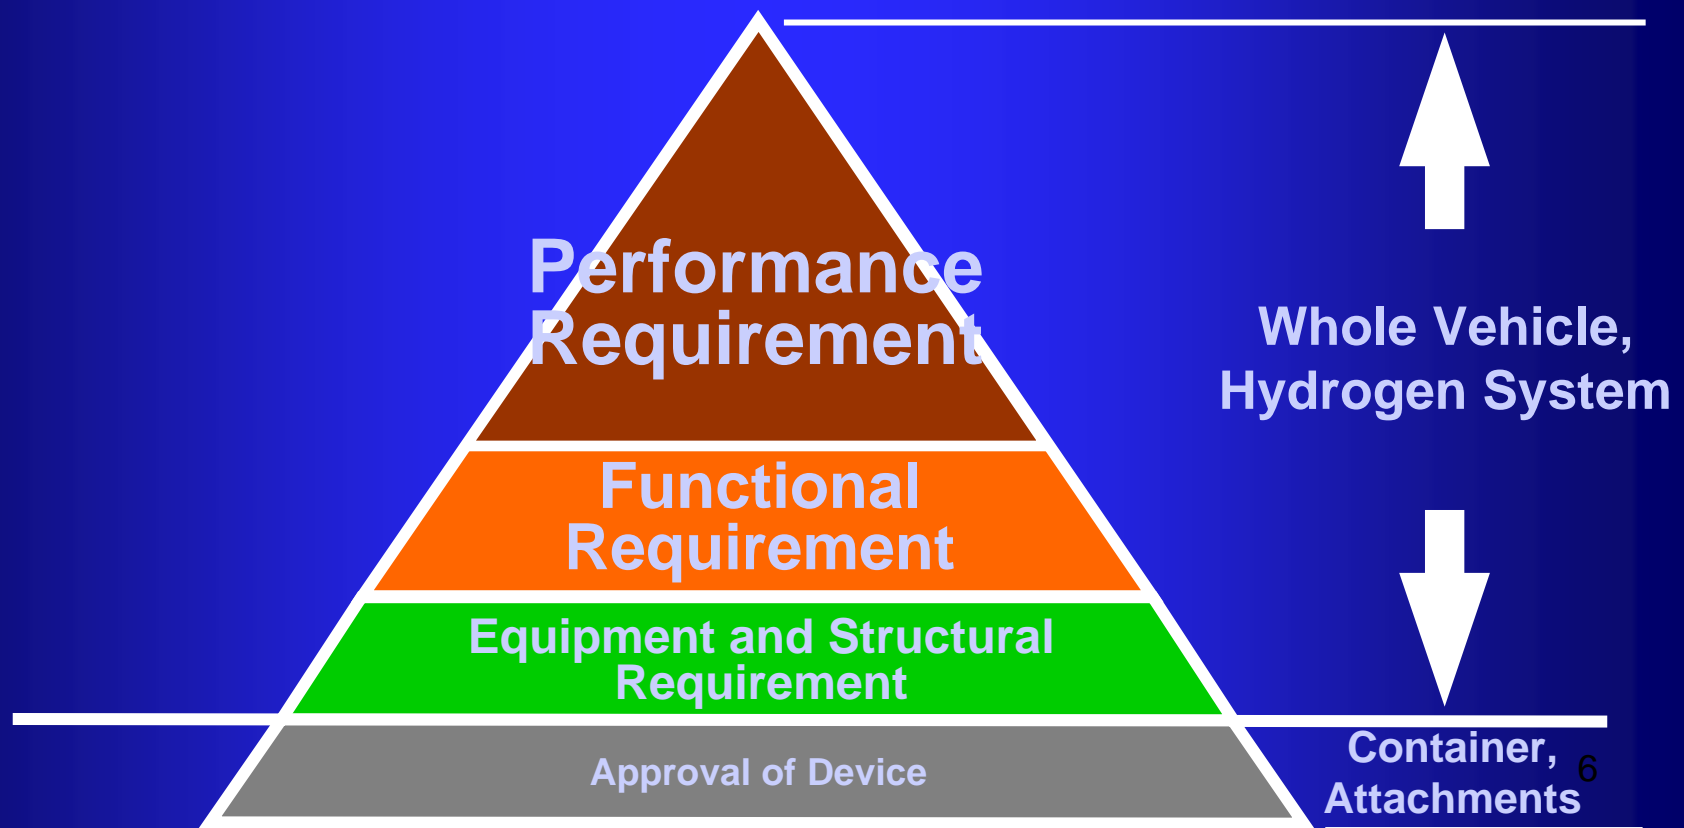 Performance
Requirement
Whole Vehicle,
Hydrogen System
Functional
Requirement
Equipment and Structural
Requirement
Approval of Device
Container,
Attachments
6